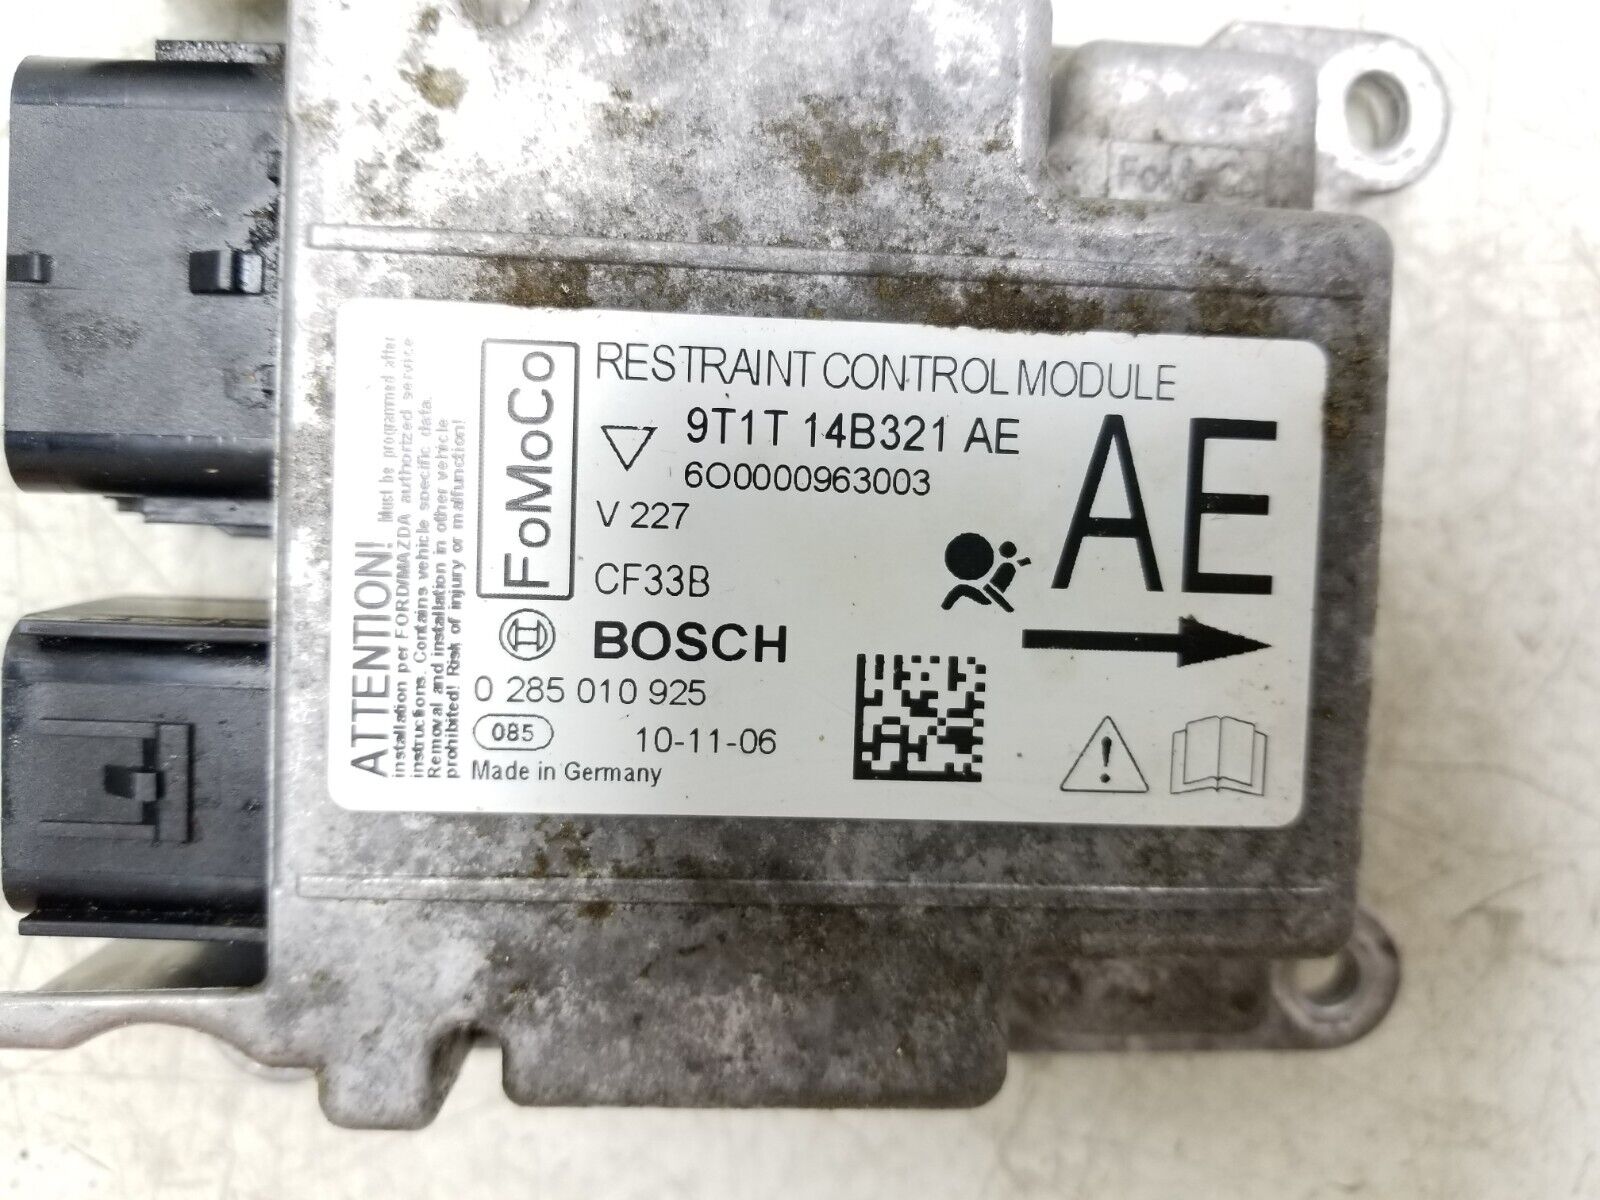 FoMoCo
RESTRAINT CONTROL MODULE
9T1T 14B321 AE
6O0000963003
AE
V 227
CF33B
BOSCH
0 285 010 925
085
10-11-06
Made in Germany
FoMoCo
ATTENTION! Must be programmed after
installation per FORD/MAZDA authorized service
instructions. Contains vehicle specific data.
Removal and installation in other vehicle
prohibited! Risk of injury or malfunction!